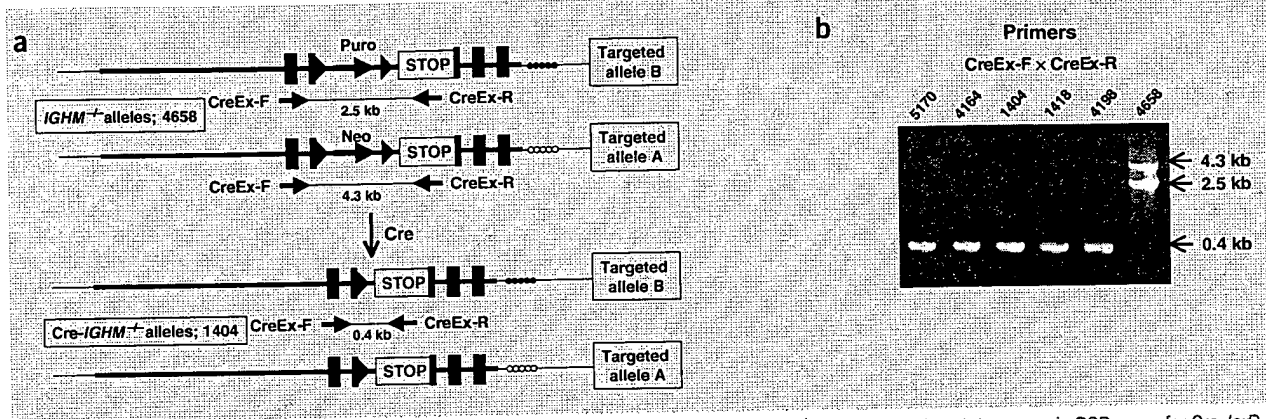 a
Puro
STOP
Targeted
allele B
CreEx-F
2.5 kb
CreEx-R
IGHM⁻/⁻ alleles; 4658
Neo
STOP
Targeted
allele A
CreEx-F
4.3 kb
CreEx-R
Cre
STOP
Targeted
allele B
Cre-IGHM⁻/⁻ alleles; 1404
CreEx-F
0.4 kb
CreEx-R
STOP
Targeted
allele A
b
Primers
CreEx-F × CreEx-R
5170 4164 1404 1418 4198 4658
4.3 kb
2.5 kb
0.4 kb